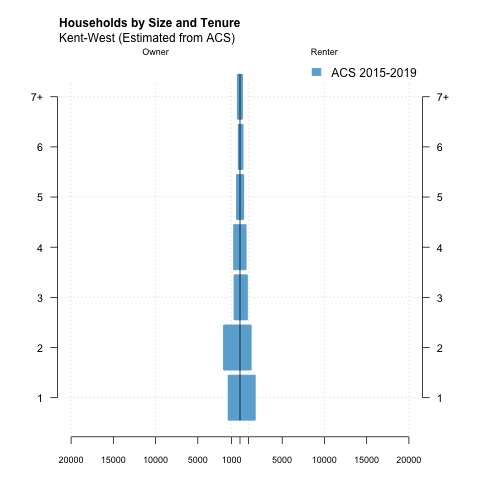 Households by Size and Tenure
Kent-West (Estimated from ACS)
Owner Renter
ACS 2015-2019
7+ 7+
6 6
5 5
4 4
3 3
2 2
1 1
20000 15000 10000 5000 1000 5000 10000 15000 20000